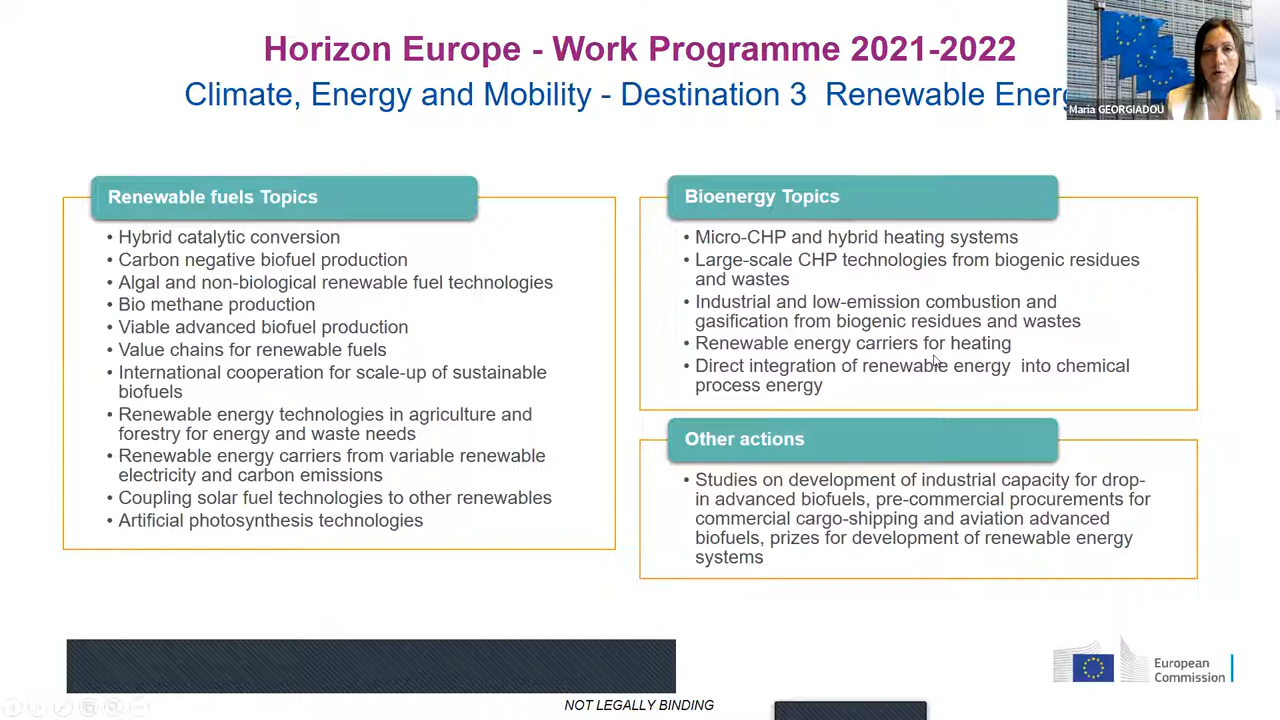 Horizon Europe - Work Programme 2021-2022
Climate, Energy and Mobility - Destination 3 Renewable
Maria GEORGIADOU
Renewable fuels Topics
• Hybrid catalytic conversion
• Carbon negative biofuel production
• Algal and non-biological renewable fuel technologies
• Bio methane production
• Viable advanced biofuel production
• Value chains for renewable fuels
• International cooperation for scale-up of sustainable
biofuels
• Renewable energy technologies in agriculture and
forestry for energy and waste needs
• Renewable energy carriers from variable renewable
electricity and carbon emissions
• Coupling solar fuel technologies to other renewables
• Artificial photosynthesis technologies
Bioenergy Topics
• Micro-CHP and hybrid heating systems
• Large-scale CHP technologies from biogenic residues
and wastes
• Industrial and low-emission combustion and
gasification from biogenic residues and wastes
• Renewable energy carriers for heating
• Direct integration of renewable energy into chemical
process energy
Other actions
• Studies on development of industrial capacity for drop-
in advanced biofuels, pre-commercial procurements for
commercial cargo-shipping and aviation advanced
biofuels, prizes for development of renewable energy
systems
European
Commission
NOT LEGALLY BINDING